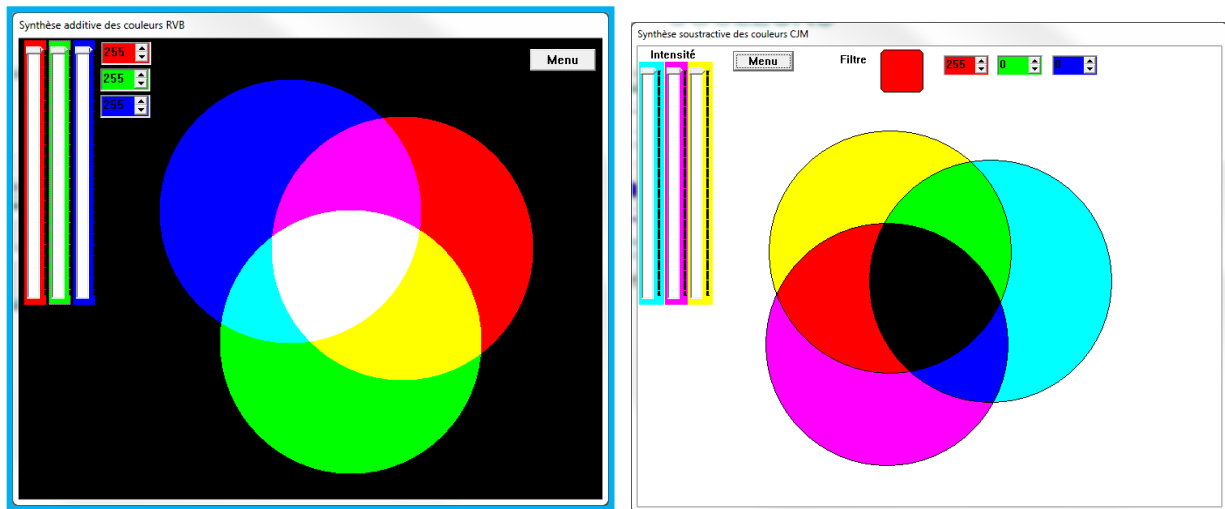 Synthèse additive des couleurs RVB
255
Menu
255
255
Synthèse soustractive des couleurs CJM
Intensité
Menu
Filtre
255
0
0